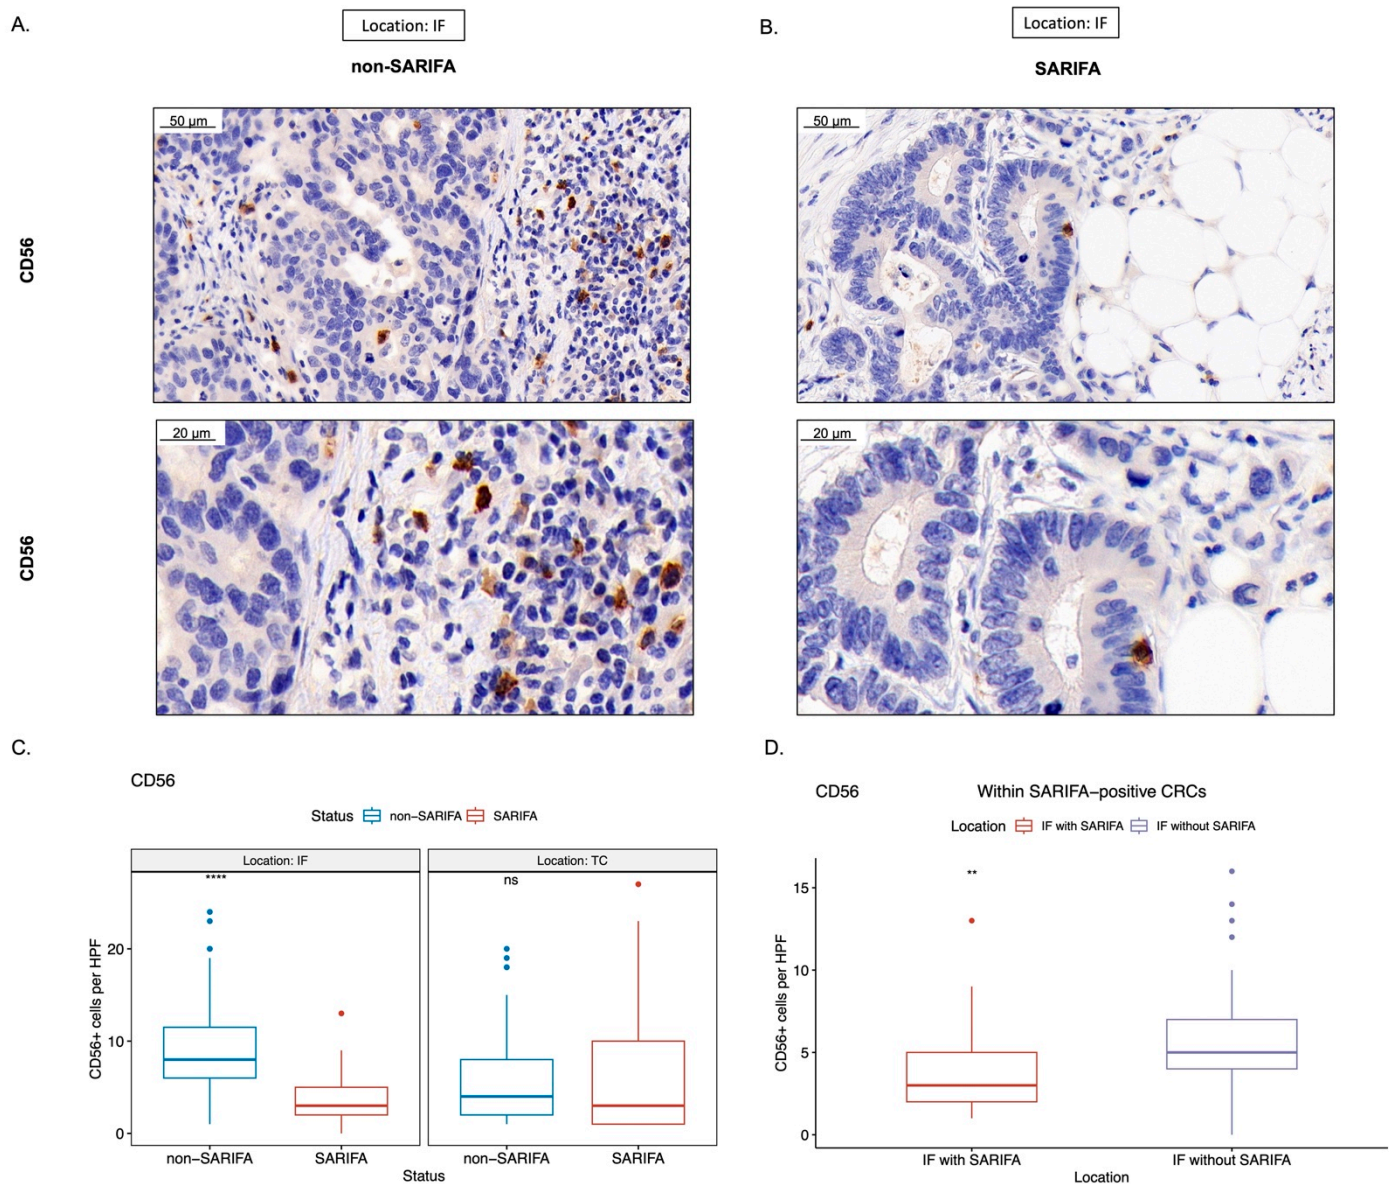 A.
Location: IF
non-SARIFA
B.
Location: IF
SARIFA
CD56
50 µm
50 µm
CD56
20 µm
20 µm
C.
CD56
Status non–SARIFA SARIFA
Location: IF
Location: TC
****
ns
CD56+ cells per HPF
20
10
0
non–SARIFA
SARIFA
non–SARIFA
SARIFA
Status
D.
CD56
Within SARIFA–positive CRCs
Location IF with SARIFA IF without SARIFA
**
CD56+ cells per HPF
15
10
5
0
IF with SARIFA
IF without SARIFA
Location